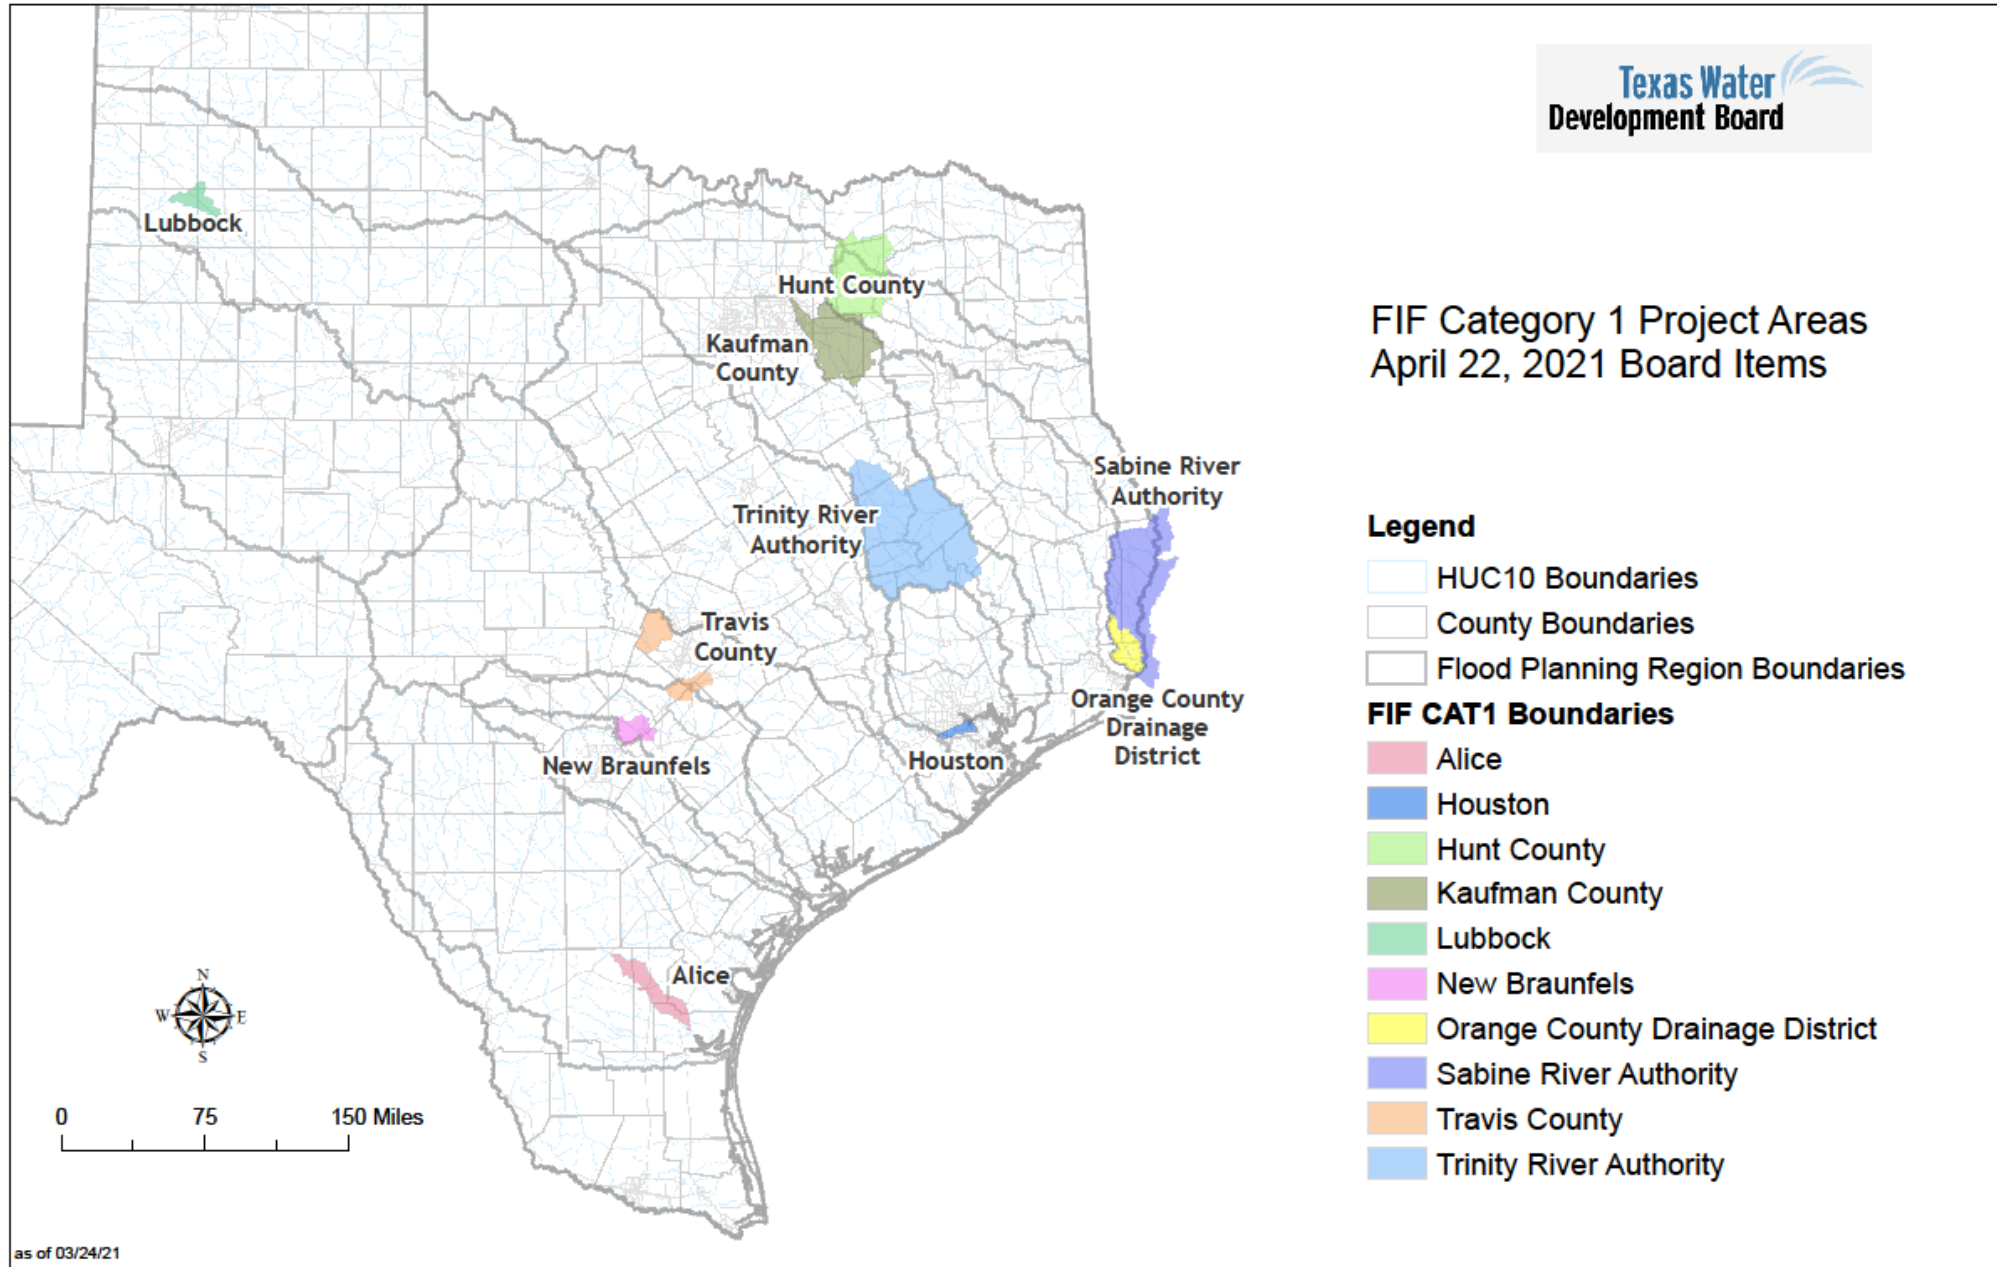 Texas Water
Development Board
FIF Category 1 Project Areas
April 22, 2021 Board Items
Lubbock
Hunt County
Kaufman
County
Sabine River
Authority
Trinity River
Authority
Travis
County
Orange County
Drainage
District
New Braunfels
Houston
Alice
Legend
HUC10 Boundaries
County Boundaries
Flood Planning Region Boundaries
FIF CAT1 Boundaries
Alice
Houston
Hunt County
Kaufman County
Lubbock
New Braunfels
Orange County Drainage District
Sabine River Authority
Travis County
Trinity River Authority
N
W E
S
0 75 150 Miles
as of 03/24/21